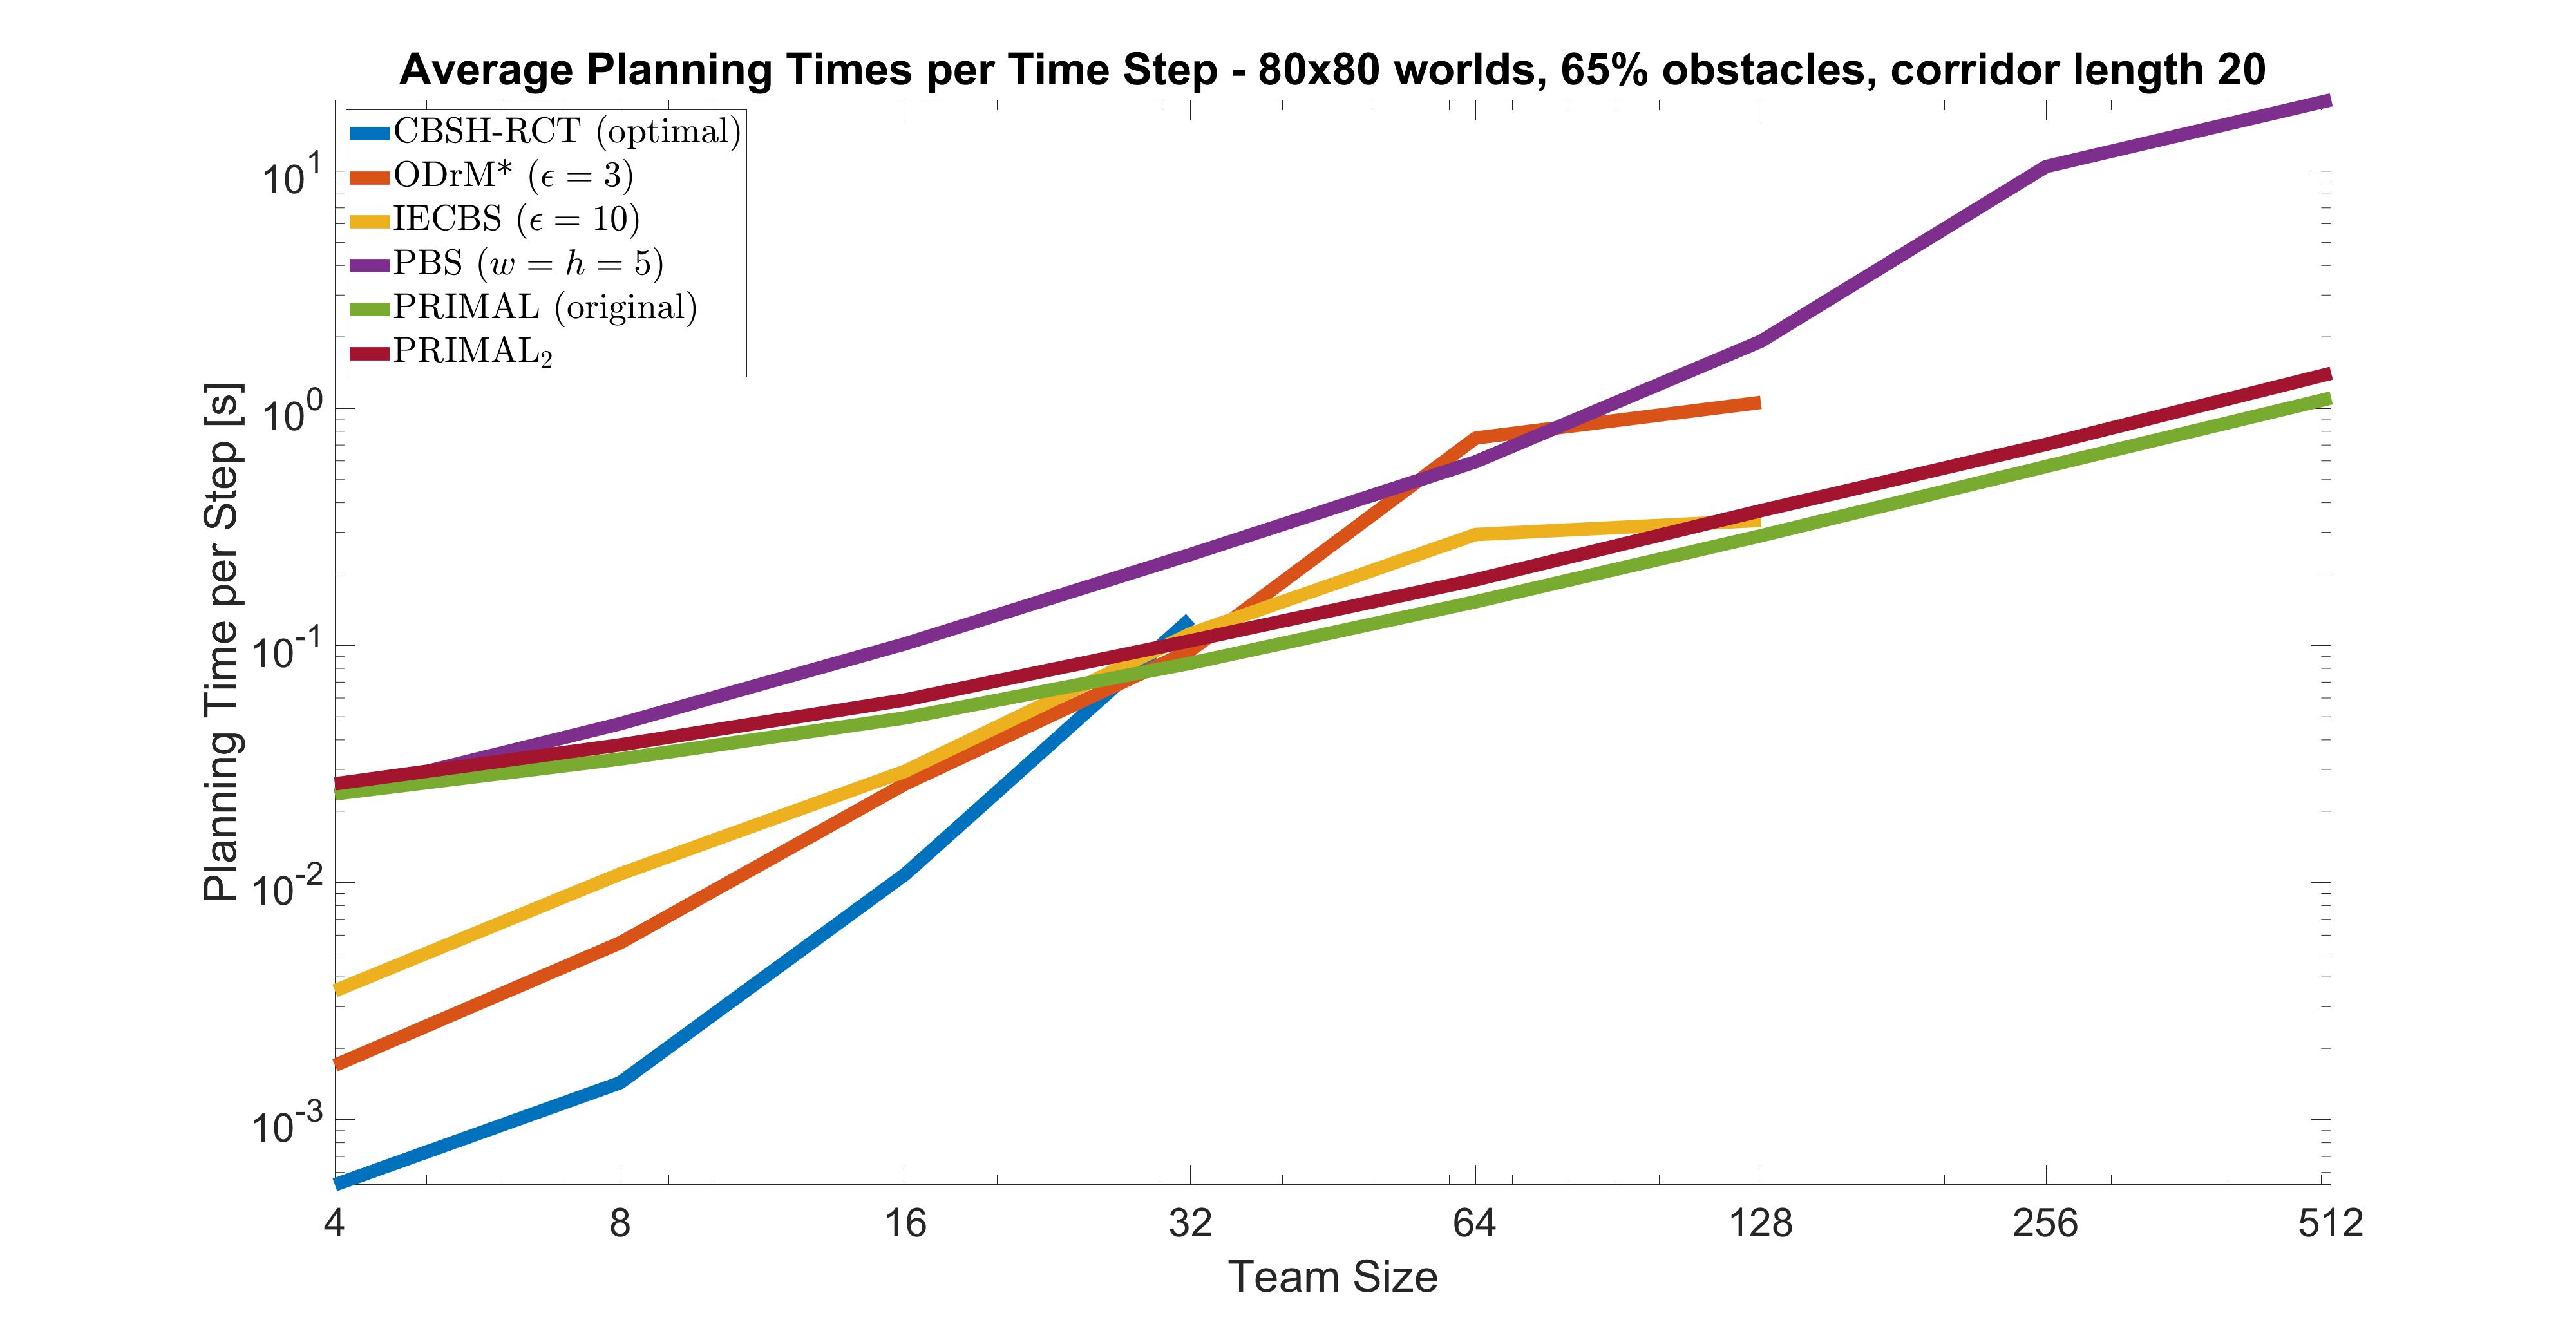 Average Planning Times per Time Step - 80x80 worlds, 65% obstacles, corridor length 20
CBSH-RCT (optimal)
ODrM* (ϵ = 3)
IECBS (ϵ = 10)
PBS (w = h = 5)
PRIMAL (original)
PRIMAL₂
Planning Time per Step [s]
10¹
10⁰
10⁻¹
10⁻²
10⁻³
4 8 16 32 64 128 256 512
Team Size